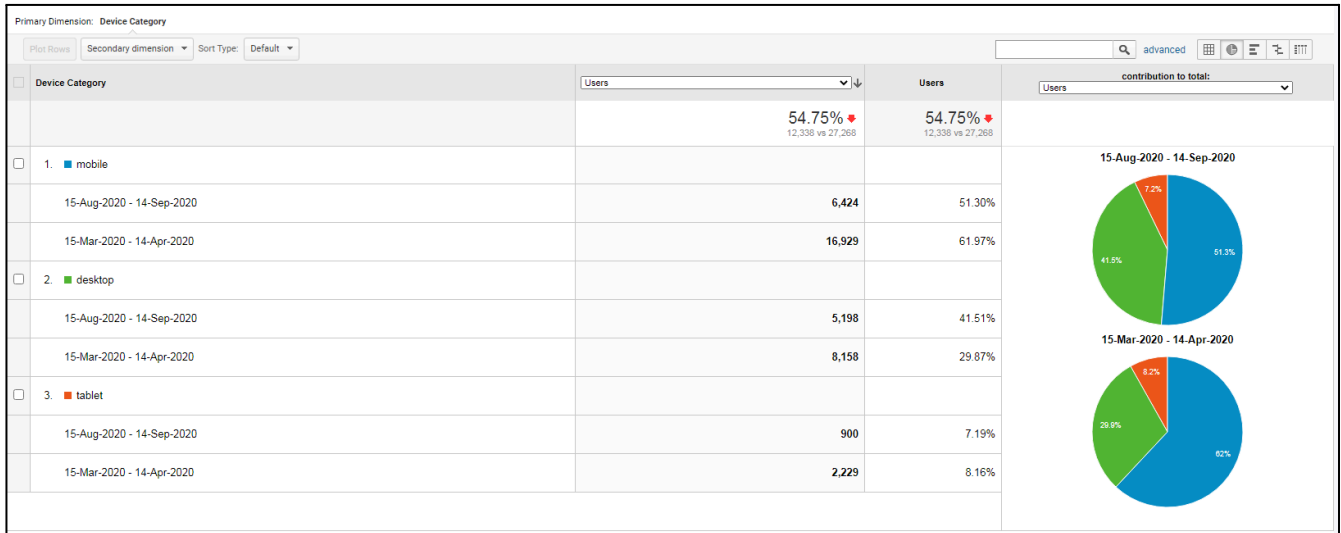 Primary Dimension: Device Category
Plot Rows Secondary dimension Sort Type: Default advanced
Device Category Users Users contribution to total:
Users
54.75% 54.75%
12,338 vs 27,268 12,338 vs 27,268
1. mobile
15-Aug-2020 - 14-Sep-2020 6,424 51.30%
15-Mar-2020 - 14-Apr-2020 16,929 61.97%
2. desktop
15-Aug-2020 - 14-Sep-2020 5,198 41.51%
15-Mar-2020 - 14-Apr-2020 8,158 29.87%
3. tablet
15-Aug-2020 - 14-Sep-2020 900 7.19%
15-Mar-2020 - 14-Apr-2020 2,229 8.16%
15-Aug-2020 - 14-Sep-2020
7.2%
41.5% 51.3%
15-Mar-2020 - 14-Apr-2020
8.2%
29.9%
62%